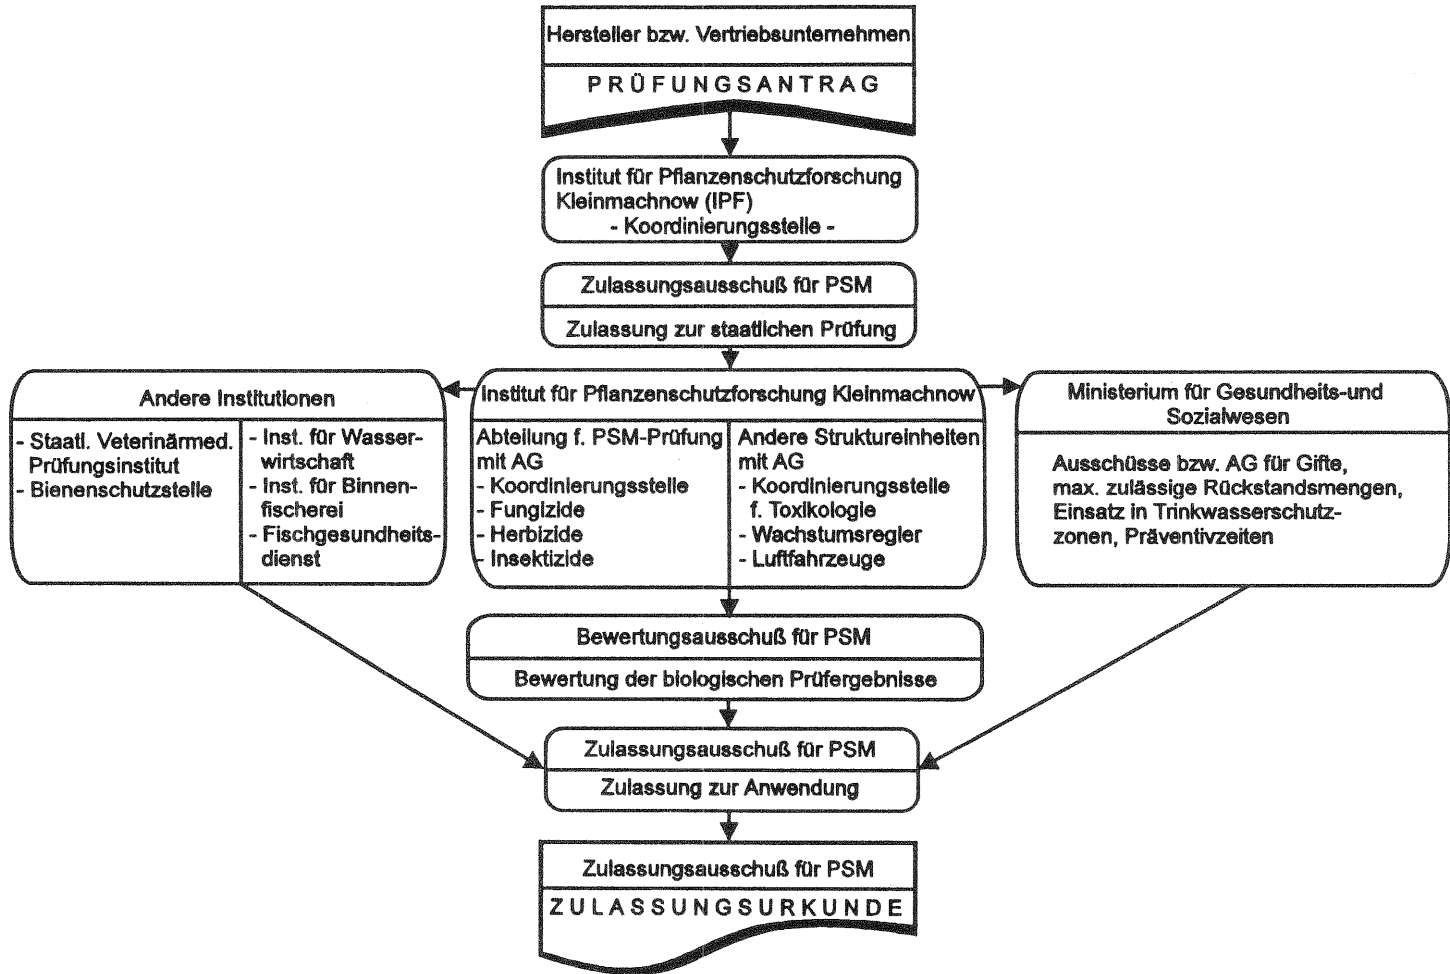 Hersteller bzw. Vertriebsunternehmen
PRÜFUNGSANTRAG
Institut für Pflanzenschutzforschung
Kleinmachnow (IPF)
- Koordinierungsstelle -
Zulassungsausschuß für PSM
Zulassung zur staatlichen Prüfung
Andere Institutionen
- Staatl. Veterinärmed.
Prüfungsinstitut
- Bienenschutzstelle
- Inst. für Wasser-
wirtschaft
- Inst. für Binnen-
fischerei
- Fischgesundheits-
dienst
Institut für Pflanzenschutzforschung Kleinmachnow
Abteilung f. PSM-Prüfung
mit AG
- Koordinierungsstelle
- Fungizide
- Herbizide
- Insektizide
Andere Struktureinheiten
mit AG
- Koordinierungsstelle
f. Toxikologie
- Wachstumsregler
- Luftfahrzeuge
Ministerium für Gesundheits-und
Sozialwesen
Ausschüsse bzw. AG für Gifte,
max. zulässige Rückstandsmengen,
Einsatz in Trinkwasserschutz-
zonen, Präventivzeiten
Bewertungsausschuß für PSM
Bewertung der biologischen Prüfergebnisse
Zulassungsausschuß für PSM
Zulassung zur Anwendung
Zulassungsausschuß für PSM
ZULASSUNGSURKUNDE